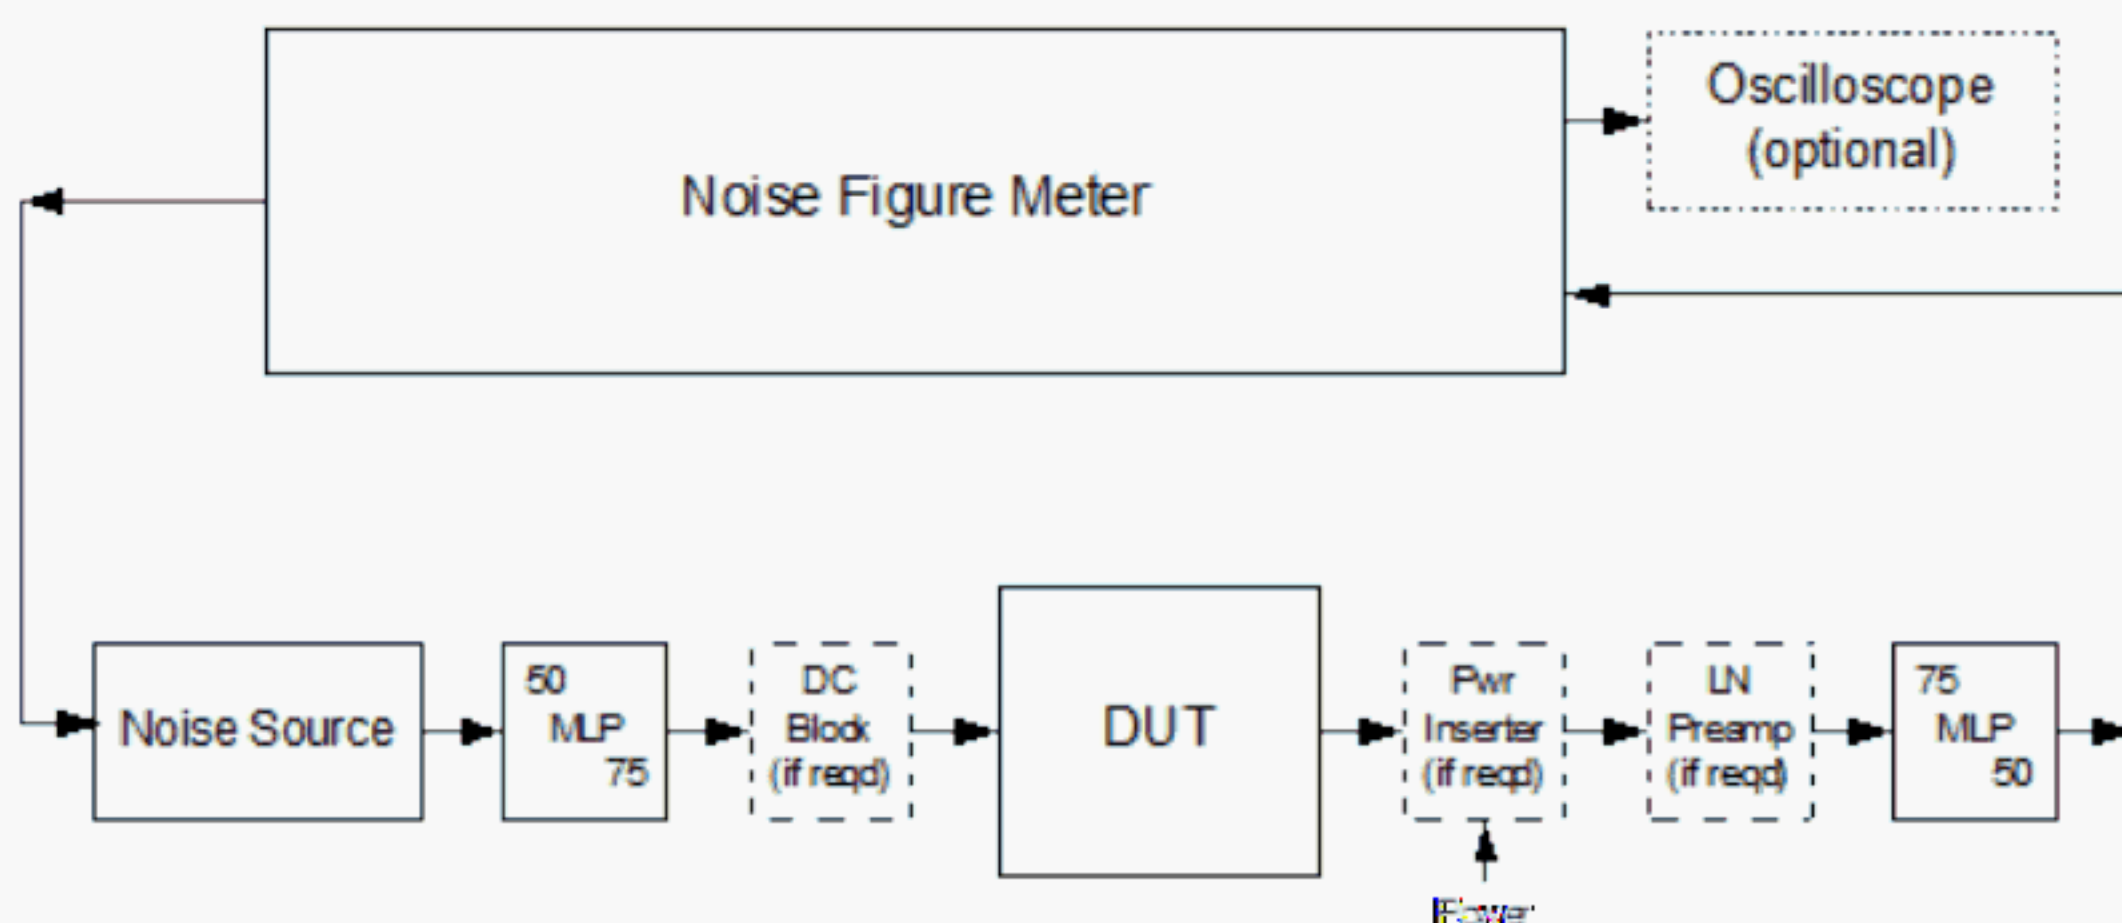 Oscilloscope
(optional)
Noise Figure Meter
Noise Source
50
MLP
75
DC
Block
(if reqd)
DUT
Pwr
Inserter
(if reqd)
LN
Preamp
(if reqd)
75
MLP
50
Power